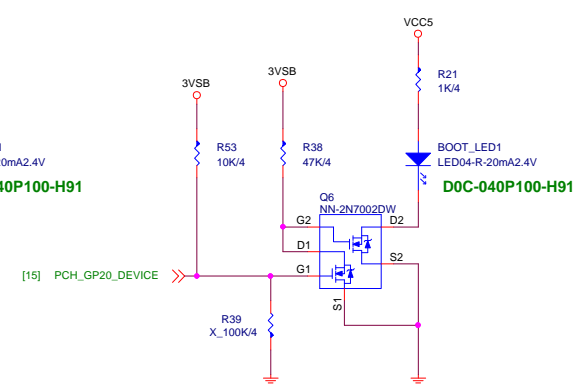 VCC5
R21
1K/4
3VSB
3VSB
R53
10K/4
R38
47K/4
BOOT_LED1
LED04-R-20mA2.4V
D0C-040P100-H91
0mA2.4V
40P100-H91
Q6
NN-2N7002DW
G2
D2
D1
S2
G1
S1
[15] PCH_GP20_DEVICE
R39
X_100K/4